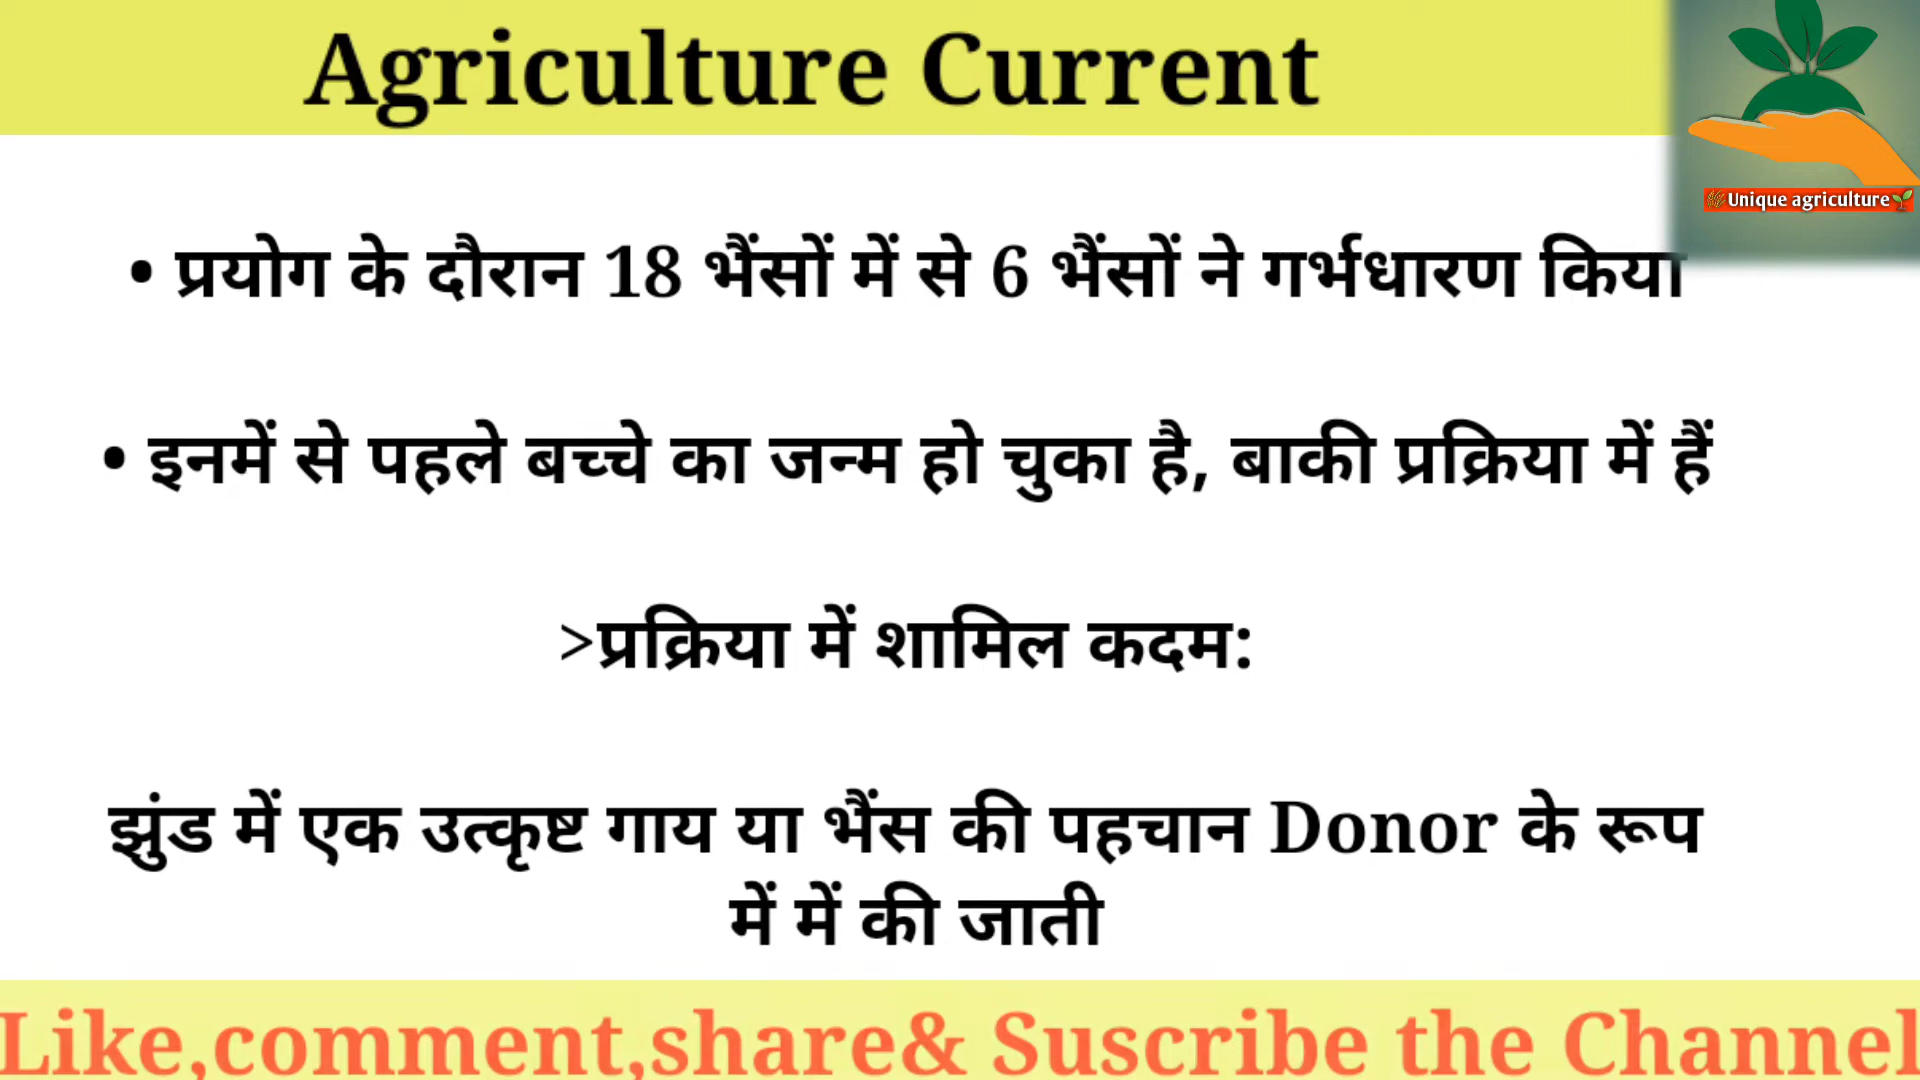 Agriculture Current
Unique agriculture
• प्रयोग के दौरान 18 भैंसों में से 6 भैंसों ने गर्भधारण किया
• इनमें से पहले बच्चे का जन्म हो चुका है, बाकी प्रक्रिया में हैं
>प्रक्रिया में शामिल कदम:
झुंड में एक उत्कृष्ट गाय या भैंस की पहचान Donor के रूप
में में की जाती
Like,comment,share& Suscribe the Channel